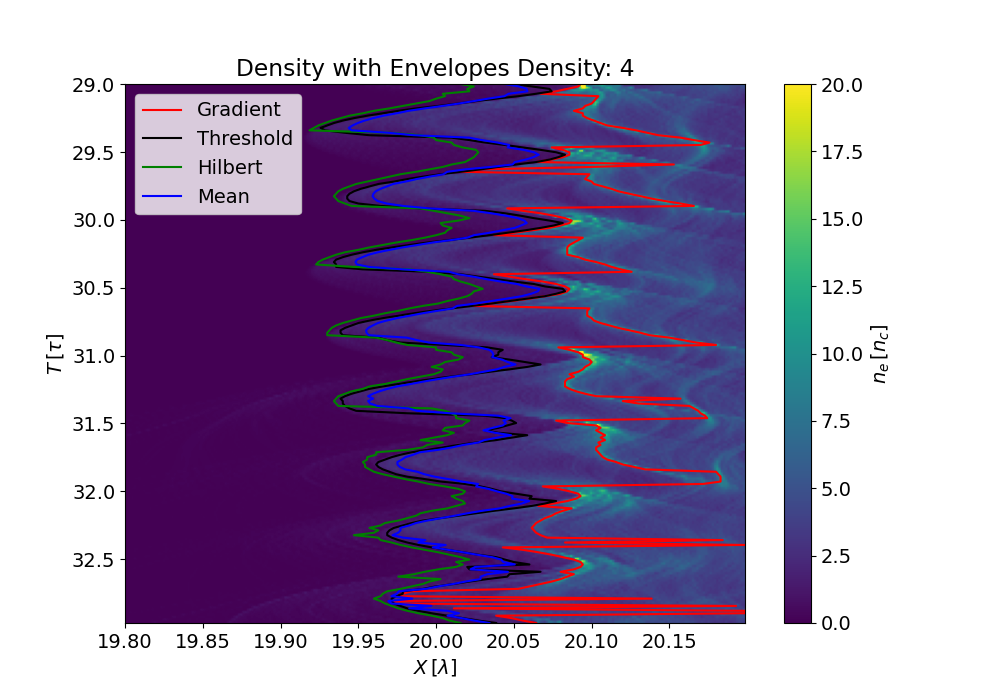 Density with Envelopes Density: 4
Gradient
Threshold
Hilbert
Mean
29.0
29.5
30.0
30.5
31.0
31.5
32.0
32.5
T [τ]
19.80 19.85 19.90 19.95 20.00 20.05 20.10 20.15
X [λ]
20.0
17.5
15.0
12.5
10.0
7.5
5.0
2.5
0.0
n_e [n_c]